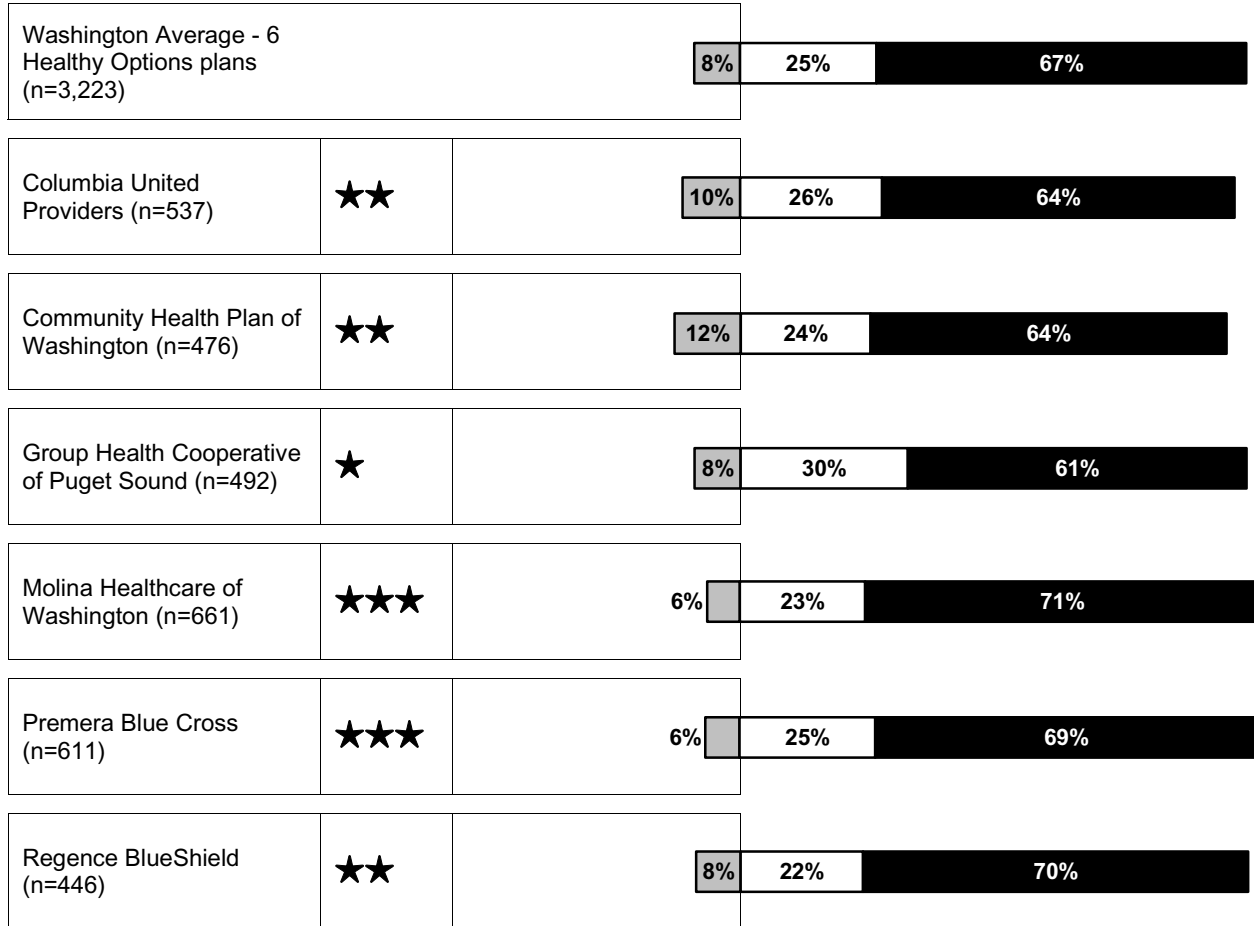 Washington Average - 6
Healthy Options plans
(n=3,223)
8% 25% 67%
Columbia United
Providers (n=537)
★★
10% 26% 64%
Community Health Plan of
Washington (n=476)
★★
12% 24% 64%
Group Health Cooperative
of Puget Sound (n=492)
★
8% 30% 61%
Molina Healthcare of
Washington (n=661)
★★★
6% 23% 71%
Premera Blue Cross
(n=611)
★★★
6% 25% 69%
Regence BlueShield
(n=446)
★★
8% 22% 70%